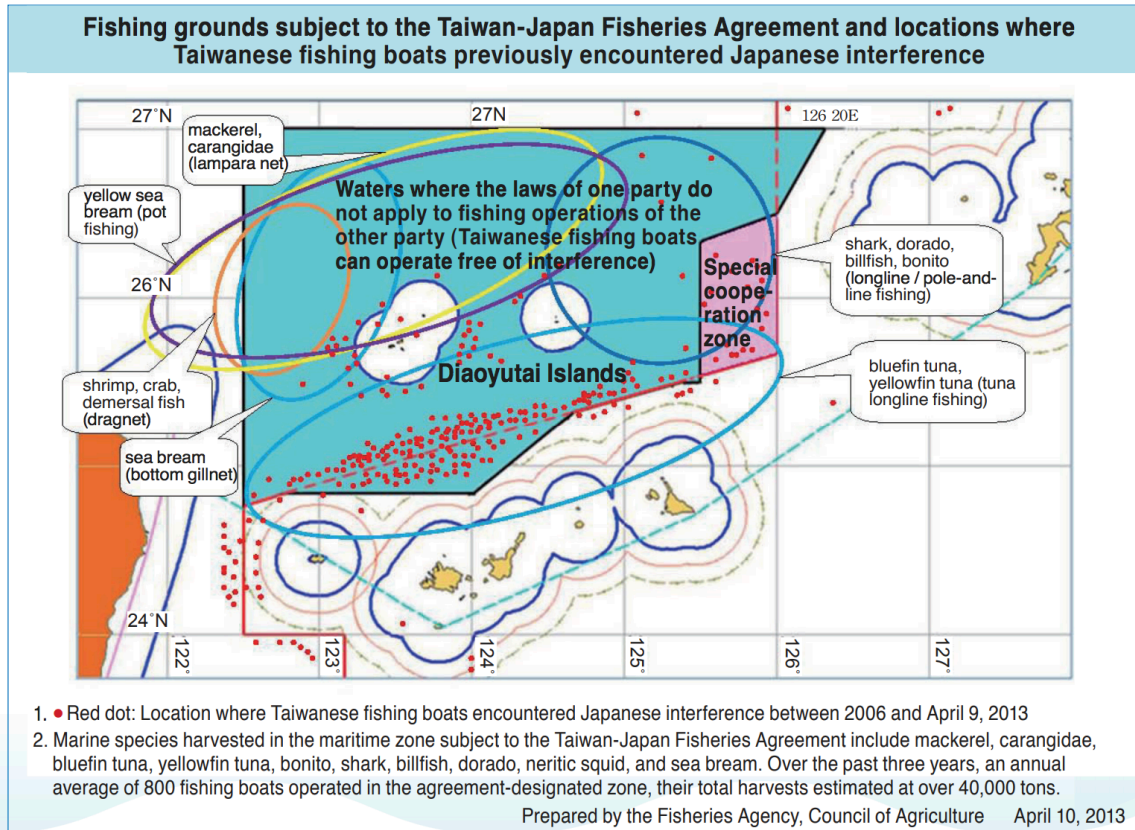 Fishing grounds subject to the Taiwan-Japan Fisheries Agreement and locations where
Taiwanese fishing boats previously encountered Japanese interference
27°N
27N
126 20E
mackerel,
carangidae
(lampara net)
yellow sea
bream (pot
fishing)
Waters where the laws of one party do
not apply to fishing operations of the
other party (Taiwanese fishing boats
can operate free of interference)
shark, dorado,
billfish, bonito
(longline / pole-and-
line fishing)
26°N
Special
coope-
ration
zone
Diaoyutai Islands
bluefin tuna,
yellowfin tuna (tuna
longline fishing)
shrimp, crab,
demersal fish
(dragnet)
sea bream
(bottom gillnet)
24°N
122°
123°
124°
125°
126°
127°
1. Red dot: Location where Taiwanese fishing boats encountered Japanese interference between 2006 and April 9, 2013
2. Marine species harvested in the maritime zone subject to the Taiwan-Japan Fisheries Agreement include mackerel, carangidae,
bluefin tuna, yellowfin tuna, bonito, shark, billfish, dorado, neritic squid, and sea bream. Over the past three years, an annual
average of 800 fishing boats operated in the agreement-designated zone, their total harvests estimated at over 40,000 tons.
Prepared by the Fisheries Agency, Council of Agriculture April 10, 2013